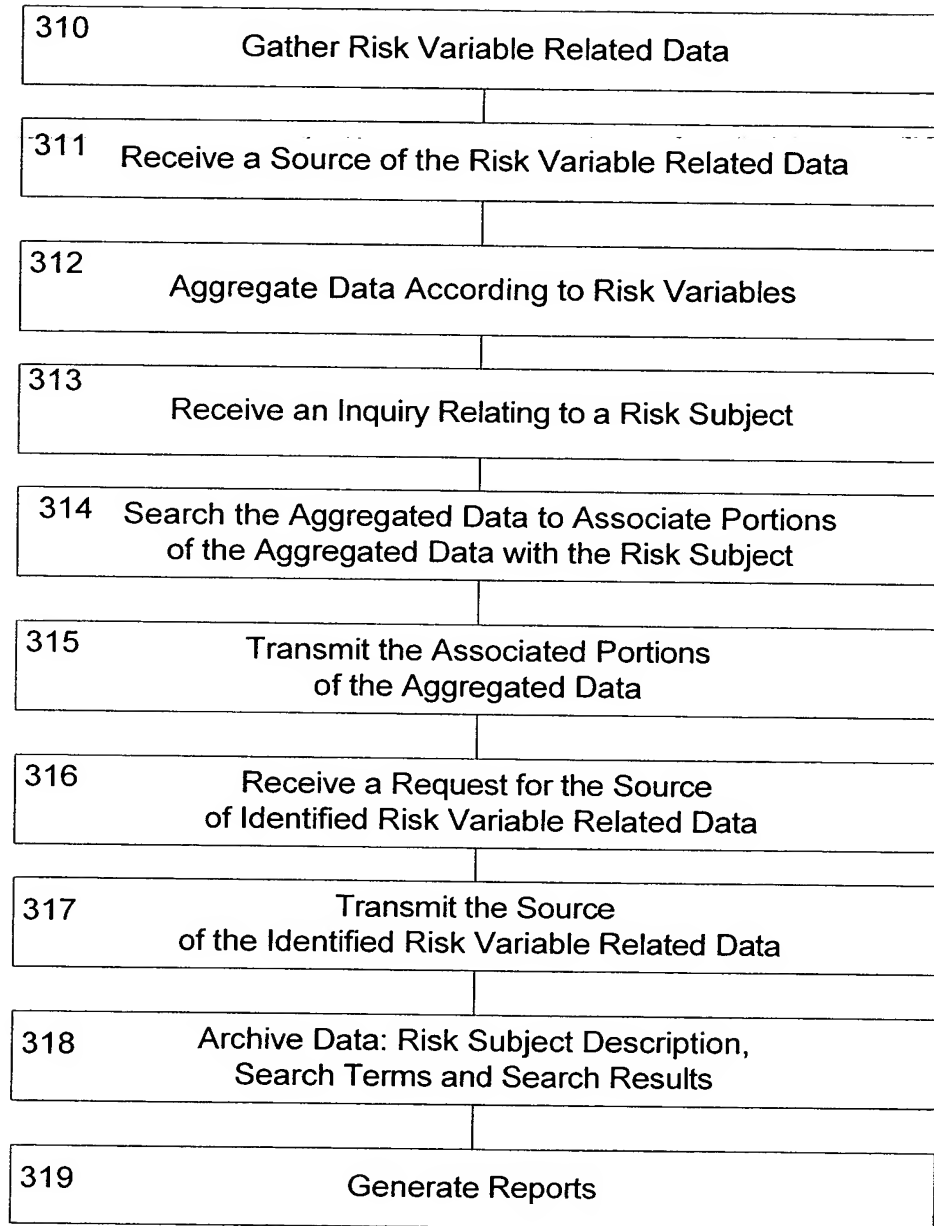 310
Gather Risk Variable Related Data
311
Receive a Source of the Risk Variable Related Data
312
Aggregate Data According to Risk Variables
313
Receive an Inquiry Relating to a Risk Subject
314 Search the Aggregated Data to Associate Portions
of the Aggregated Data with the Risk Subject
315 Transmit the Associated Portions
of the Aggregated Data
316 Receive a Request for the Source
of Identified Risk Variable Related Data
317 Transmit the Source
of the Identified Risk Variable Related Data
318 Archive Data: Risk Subject Description,
Search Terms and Search Results
319 Generate Reports